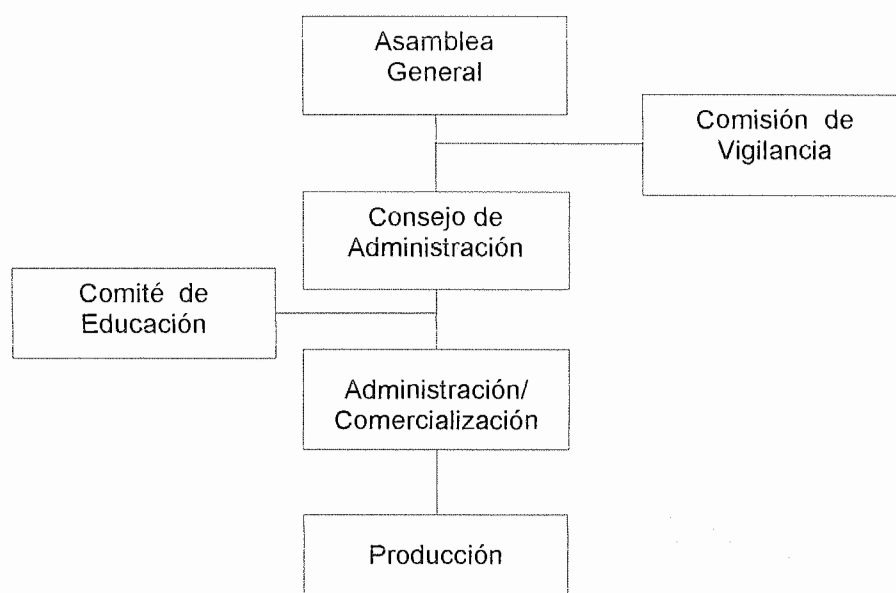 Asamblea
General
Comisión de
Vigilancia
Consejo de
Administración
Comité de
Educación
Administración/
Comercialización
Producción